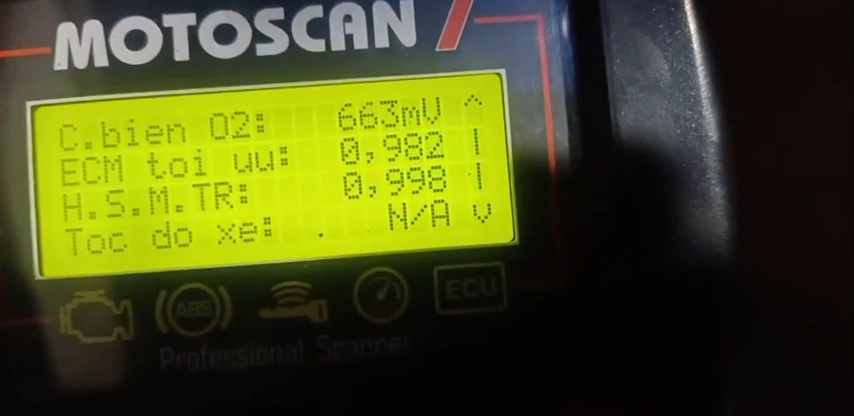 MOTOSCAN 7
C.bien O2: 663mV ^
ECM toi uu: 0,982 |
H.S.M.TR: 0,998 |
Toc do xe: N/A v
ABS ECU
Professional Scanner